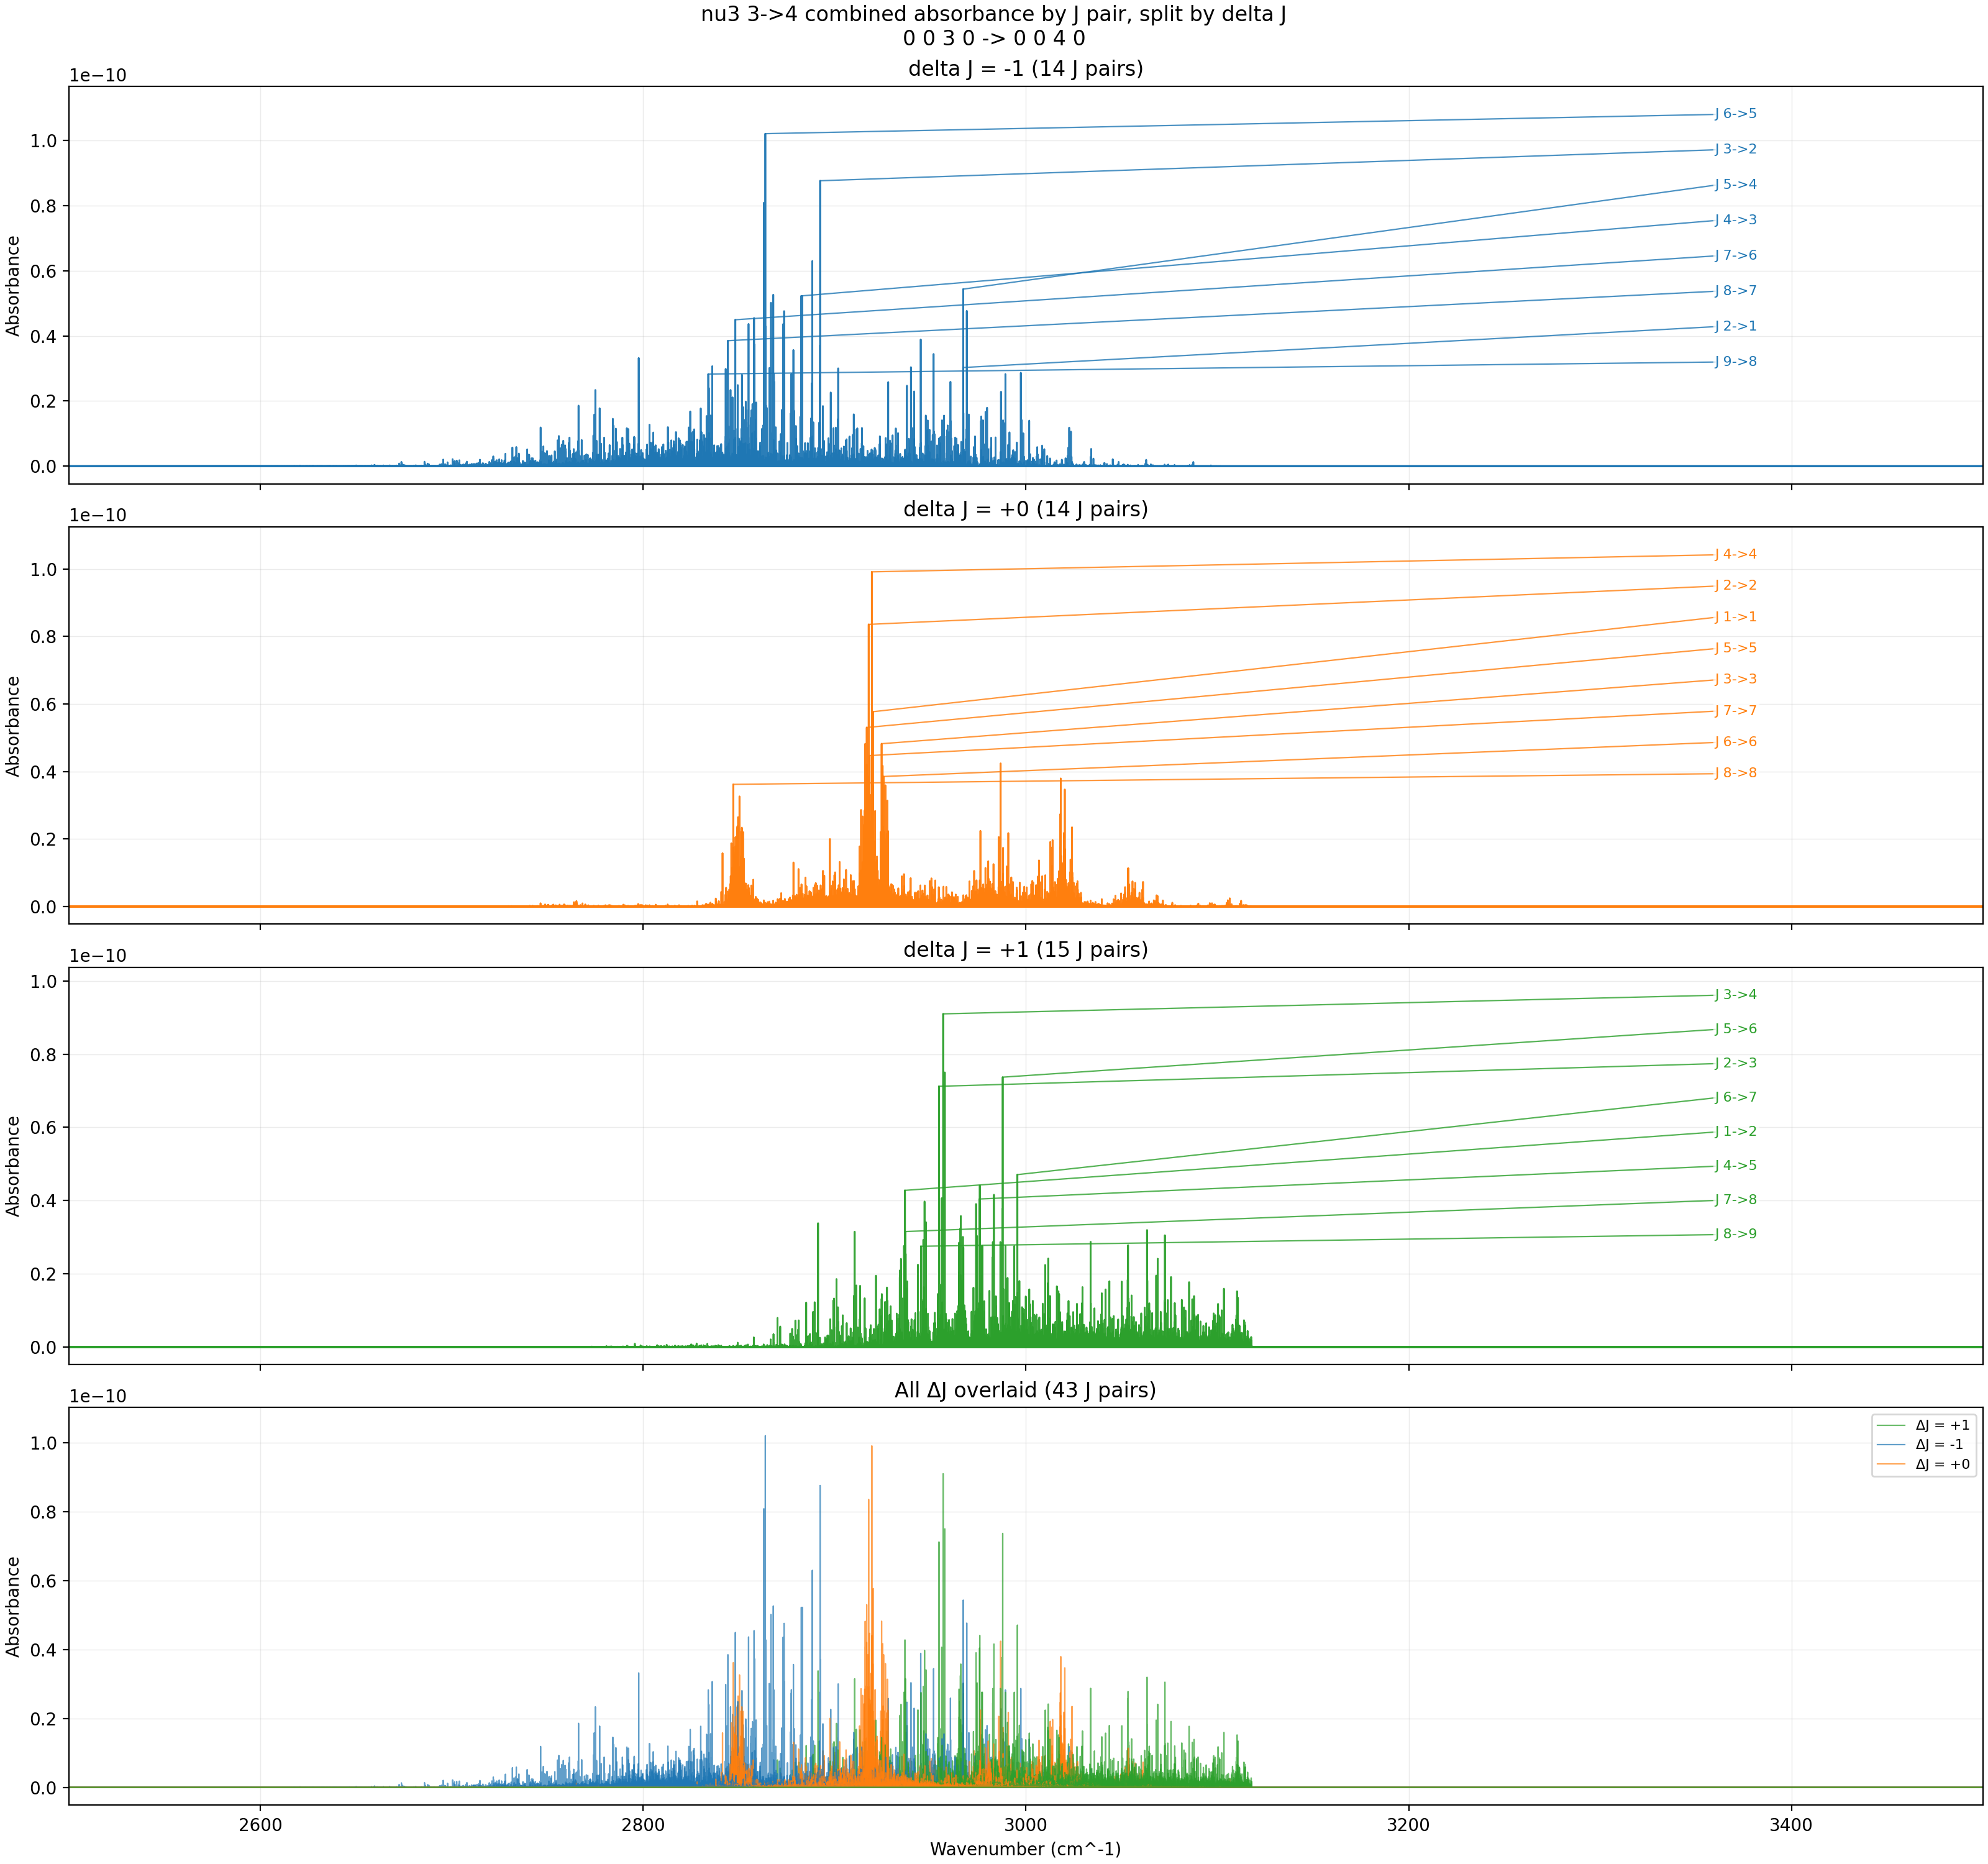 nu3 3->4 combined absorbance by J pair, split by delta J
0 0 3 0 -> 0 0 4 0
delta J = -1 (14 J pairs)
1e−10
1.0
0.8
0.6
0.4
0.2
0.0
Absorbance
J 6->5
J 3->2
J 5->4
J 4->3
J 7->6
J 8->7
J 2->1
J 9->8
delta J = +0 (14 J pairs)
1e−10
1.0
0.8
0.6
0.4
0.2
0.0
Absorbance
J 4->4
J 2->2
J 1->1
J 5->5
J 3->3
J 7->7
J 6->6
J 8->8
delta J = +1 (15 J pairs)
1e−10
1.0
0.8
0.6
0.4
0.2
0.0
Absorbance
J 3->4
J 5->6
J 2->3
J 6->7
J 1->2
J 4->5
J 7->8
J 8->9
All ΔJ overlaid (43 J pairs)
1e−10
1.0
0.8
0.6
0.4
0.2
0.0
Absorbance
ΔJ = +1
ΔJ = -1
ΔJ = +0
2600 2800 3000 3200 3400
Wavenumber (cm^-1)